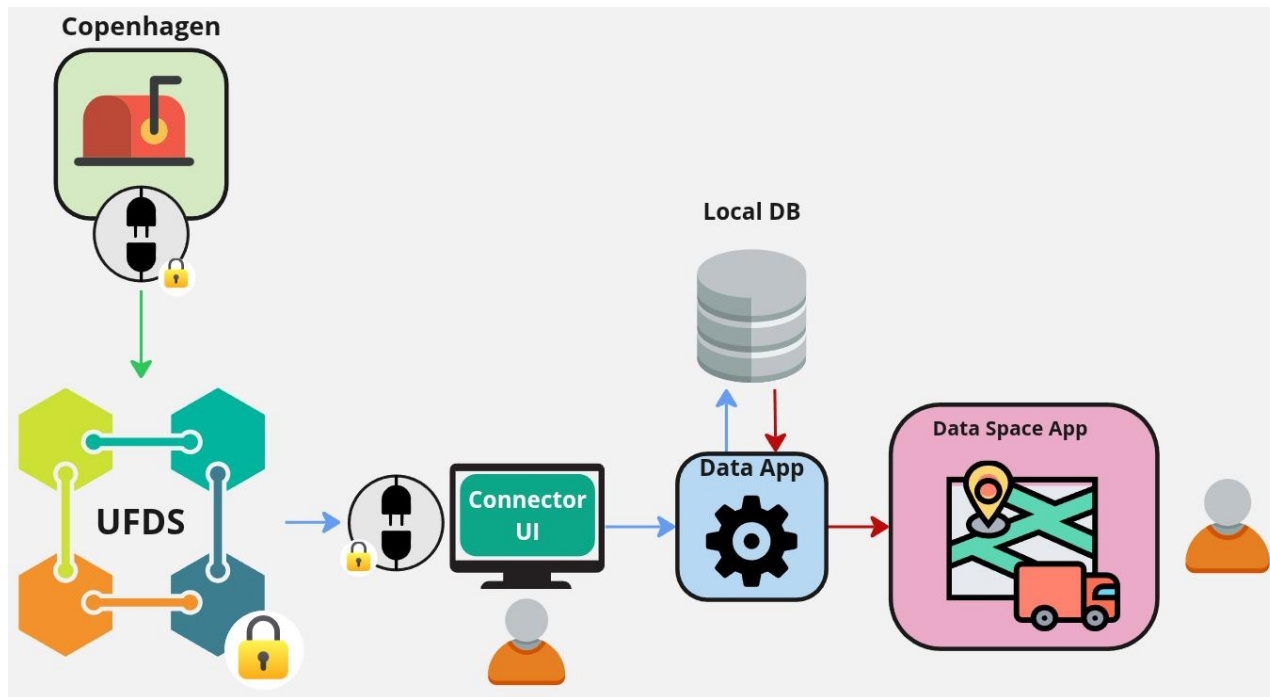 Copenhagen
Local DB
UFDS
Connector
UI
Data App
Data Space App